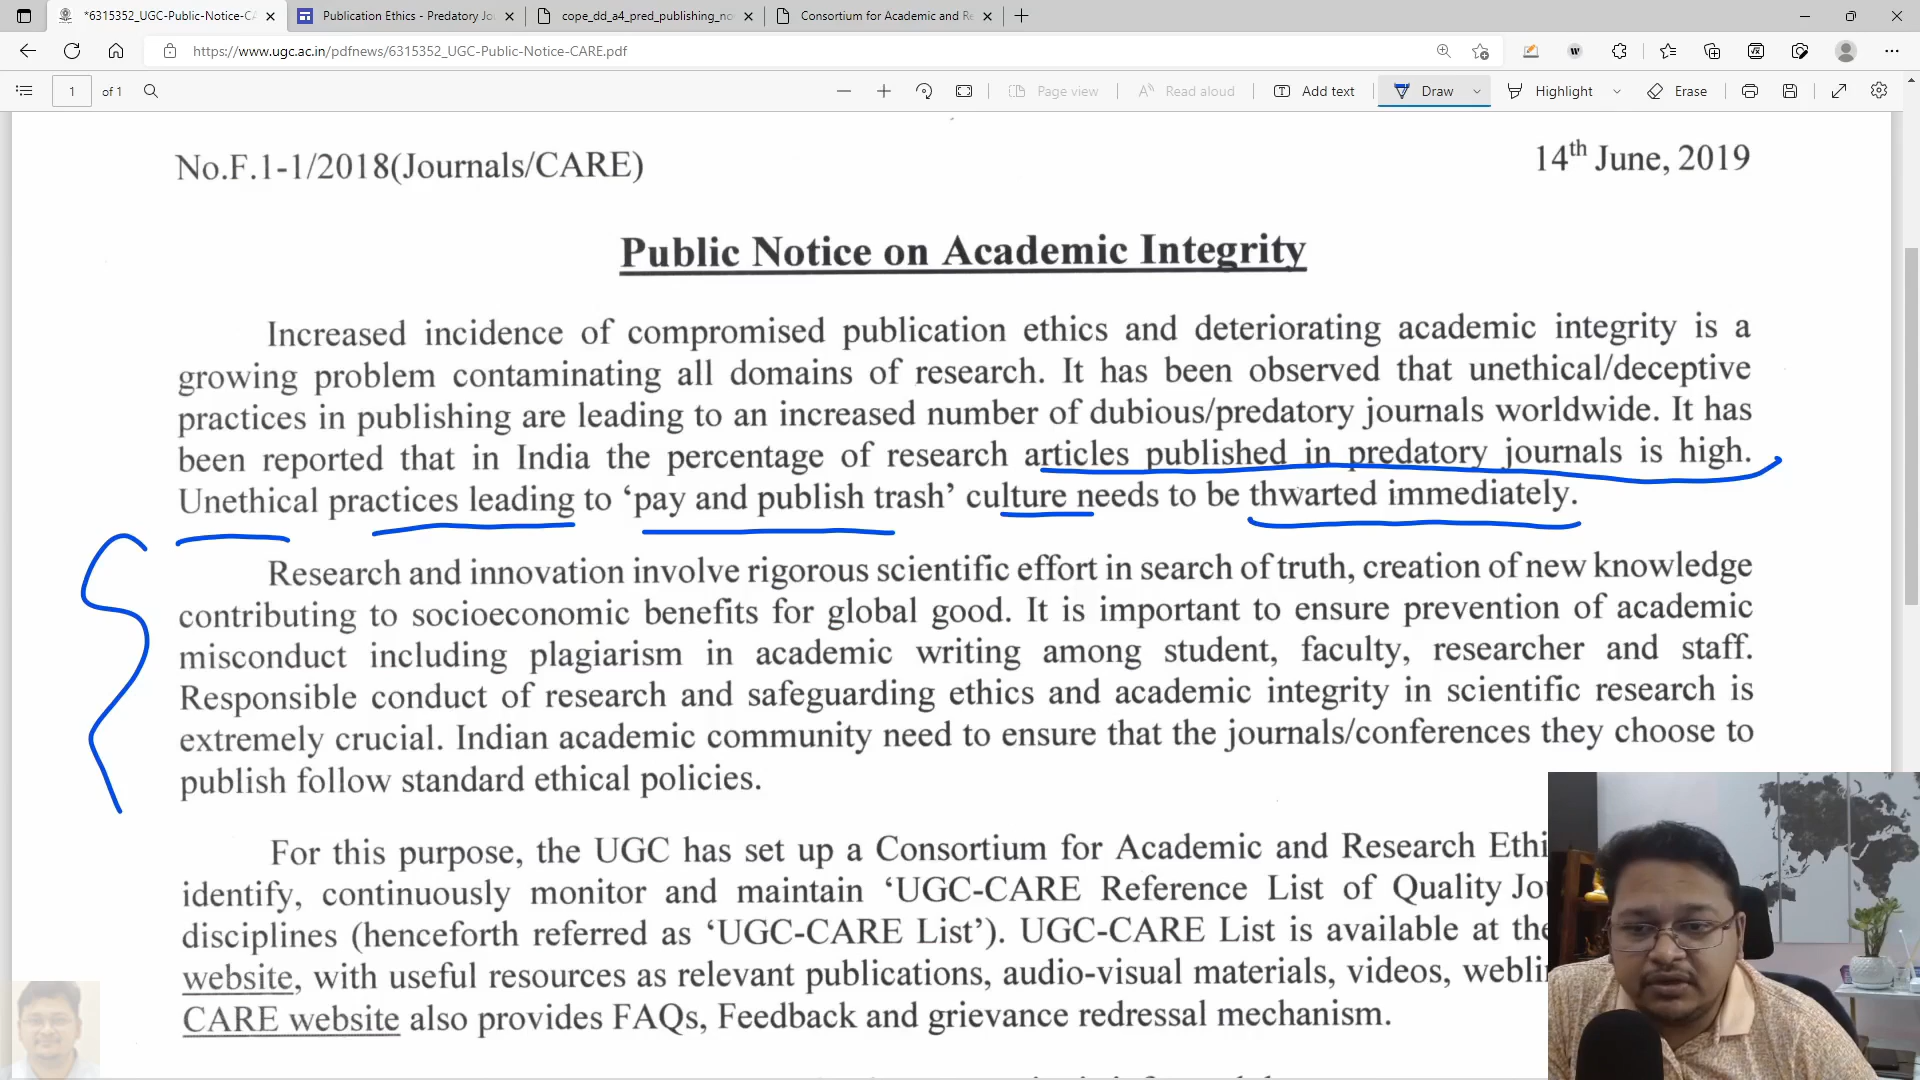 *6315352_UGC-Public-Notice-CA
Publication Ethics - Predatory Jo
cope_dd_a4_pred_publishing_no
Consortium for Academic and Re
https://www.ugc.ac.in/pdfnews/6315352_UGC-Public-Notice-CARE.pdf
1 of 1
Page view
Read aloud
Add text
Draw
Highlight
Erase
No.F.1-1/2018(Journals/CARE)
14th June, 2019
Public Notice on Academic Integrity
Increased incidence of compromised publication ethics and deteriorating academic integrity is a
growing problem contaminating all domains of research. It has been observed that unethical/deceptive
practices in publishing are leading to an increased number of dubious/predatory journals worldwide. It has
been reported that in India the percentage of research articles published in predatory journals is high.
Unethical practices leading to ‘pay and publish trash’ culture needs to be thwarted immediately.
Research and innovation involve rigorous scientific effort in search of truth, creation of new knowledge
contributing to socioeconomic benefits for global good. It is important to ensure prevention of academic
misconduct including plagiarism in academic writing among student, faculty, researcher and staff.
Responsible conduct of research and safeguarding ethics and academic integrity in scientific research is
extremely crucial. Indian academic community need to ensure that the journals/conferences they choose to
publish follow standard ethical policies.
For this purpose, the UGC has set up a Consortium for Academic and Research Ethi
identify, continuously monitor and maintain ‘UGC-CARE Reference List of Quality Jo
disciplines (henceforth referred as ‘UGC-CARE List’). UGC-CARE List is available at the
website, with useful resources as relevant publications, audio-visual materials, videos, webli
CARE website also provides FAQs, Feedback and grievance redressal mechanism.